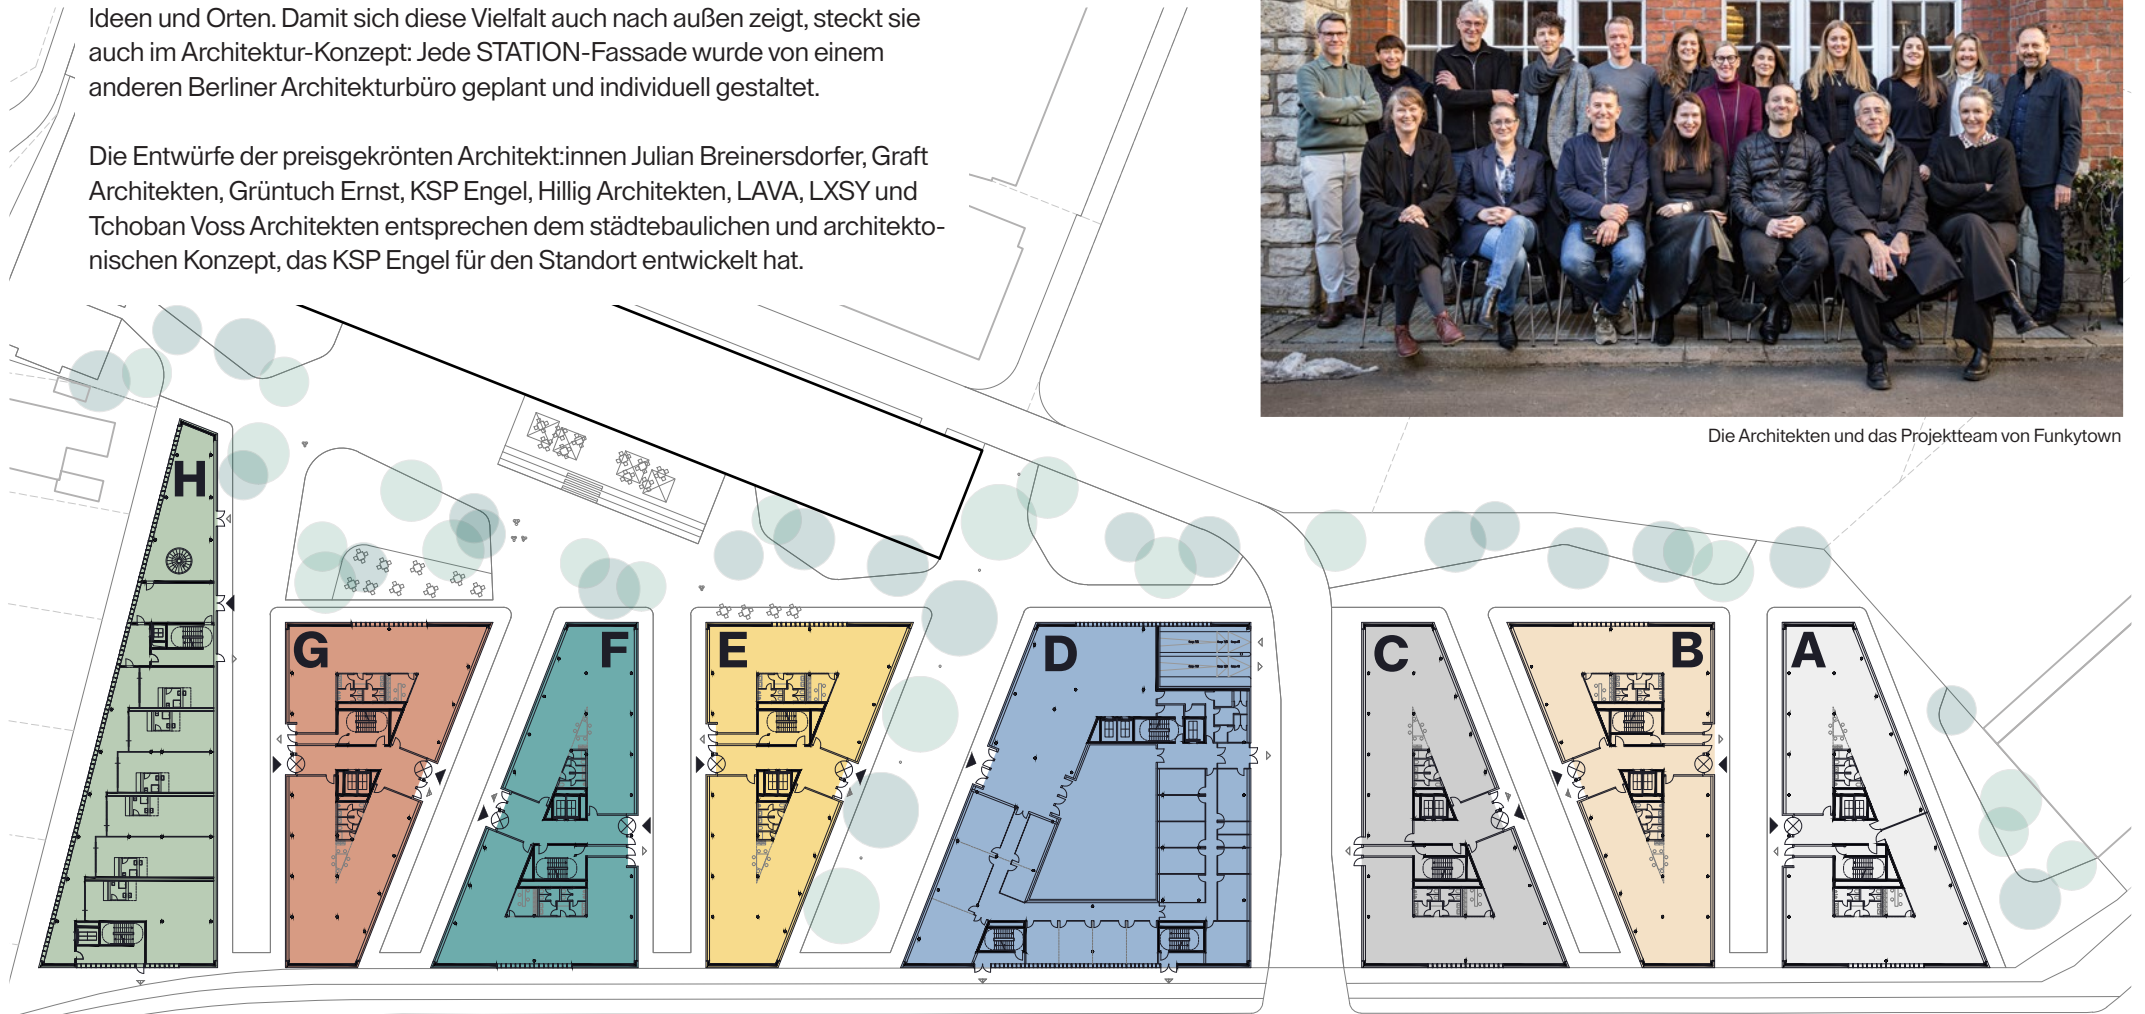 Ideen und Orten. Damit sich diese Vielfalt auch nach außen zeigt, steckt sie
auch im Architektur-Konzept: Jede STATION-Fassade wurde von einem
anderen Berliner Architekturbüro geplant und individuell gestaltet.
Die Entwürfe der preisgekrönten Architekt:innen Julian Breinersdorfer, Graft
Architekten, Grüntuch Ernst, KSP Engel, Hillig Architekten, LAVA, LXSY und
Tchoban Voss Architekten entsprechen dem städtebaulichen und architekto-
nischen Konzept, das KSP Engel für den Standort entwickelt hat.
Die Architekten und das Projektteam von Funkytown
H
G
F
E
D
C
B
A